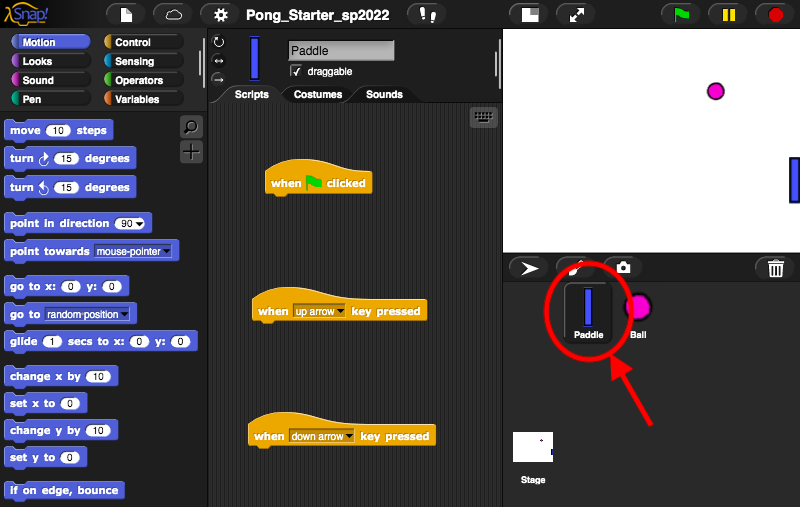 Snap!
Pong_Starter_sp2022
Motion
Control
Looks
Sensing
Sound
Operators
Pen
Variables
move 10 steps
turn 15 degrees
turn 15 degrees
point in direction 90
point towards mouse-pointer
go to x: 0 y: 0
go to random position
glide 1 secs to x: 0 y: 0
change x by 10
set x to 0
change y by 10
set y to 0
if on edge, bounce
Paddle
draggable
Scripts Costumes Sounds
when clicked
when up arrow key pressed
when down arrow key pressed
Paddle
Ball
Stage